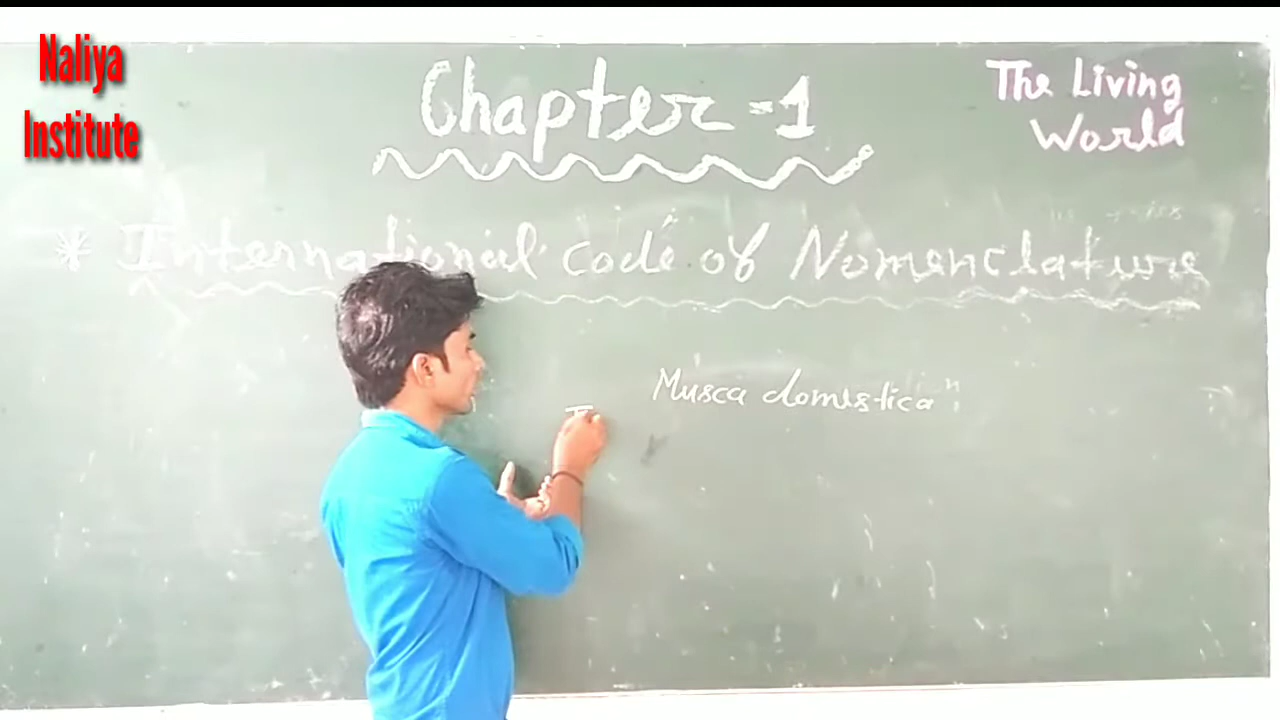 Naliya
Institute
Chapter-1
The Living
World
* International code of Nomenclature
Musca domestica